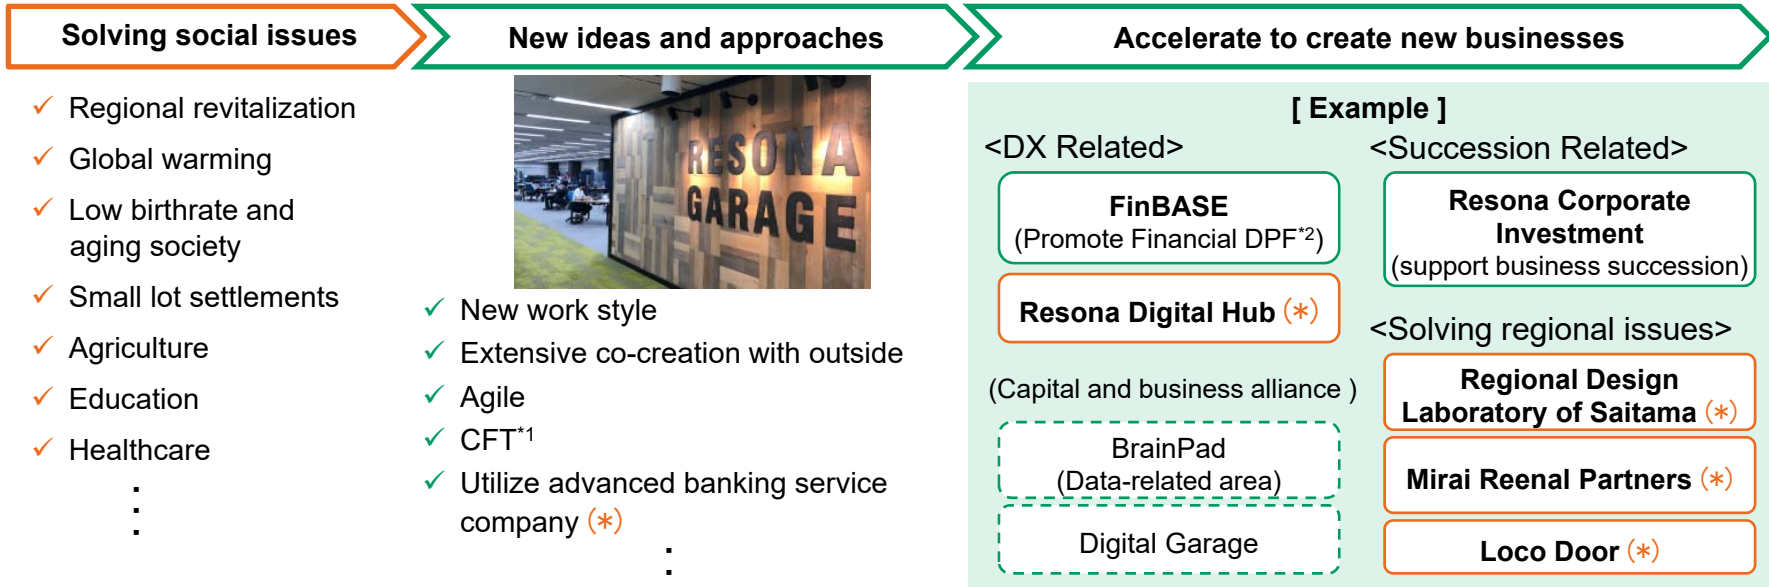 Solving social issues
New ideas and approaches
Accelerate to create new businesses
✓ Regional revitalization
✓ Global warming
✓ Low birthrate and
aging society
✓ Small lot settlements
✓ Agriculture
✓ Education
✓ Healthcare
RESONA
GARAGE
✓ New work style
✓ Extensive co-creation with outside
✓ Agile
✓ CFT*1
✓ Utilize advanced banking service
company (*)
[ Example ]
<DX Related>
FinBASE
(Promote Financial DPF*2)
Resona Digital Hub (*)
(Capital and business alliance )
BrainPad
(Data-related area)
Digital Garage
<Succession Related>
Resona Corporate
Investment
(support business succession)
<Solving regional issues>
Regional Design
Laboratory of Saitama (*)
Mirai Reenal Partners (*)
Loco Door (*)